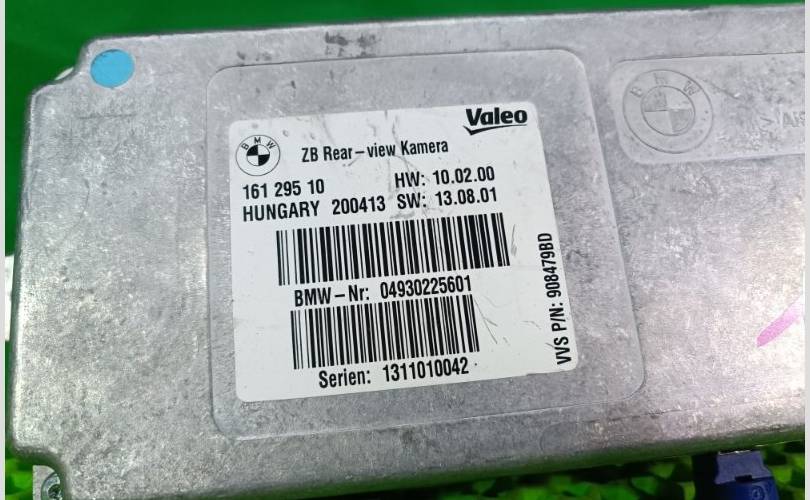 Valeo
BMW
ZB Rear-view Kamera
161 295 10 HW: 10.02.00
HUNGARY 200413 SW: 13.08.01
BMW-Nr: 04930225601
Serien: 1311010042
VVS P/N: 908479BD
BMW